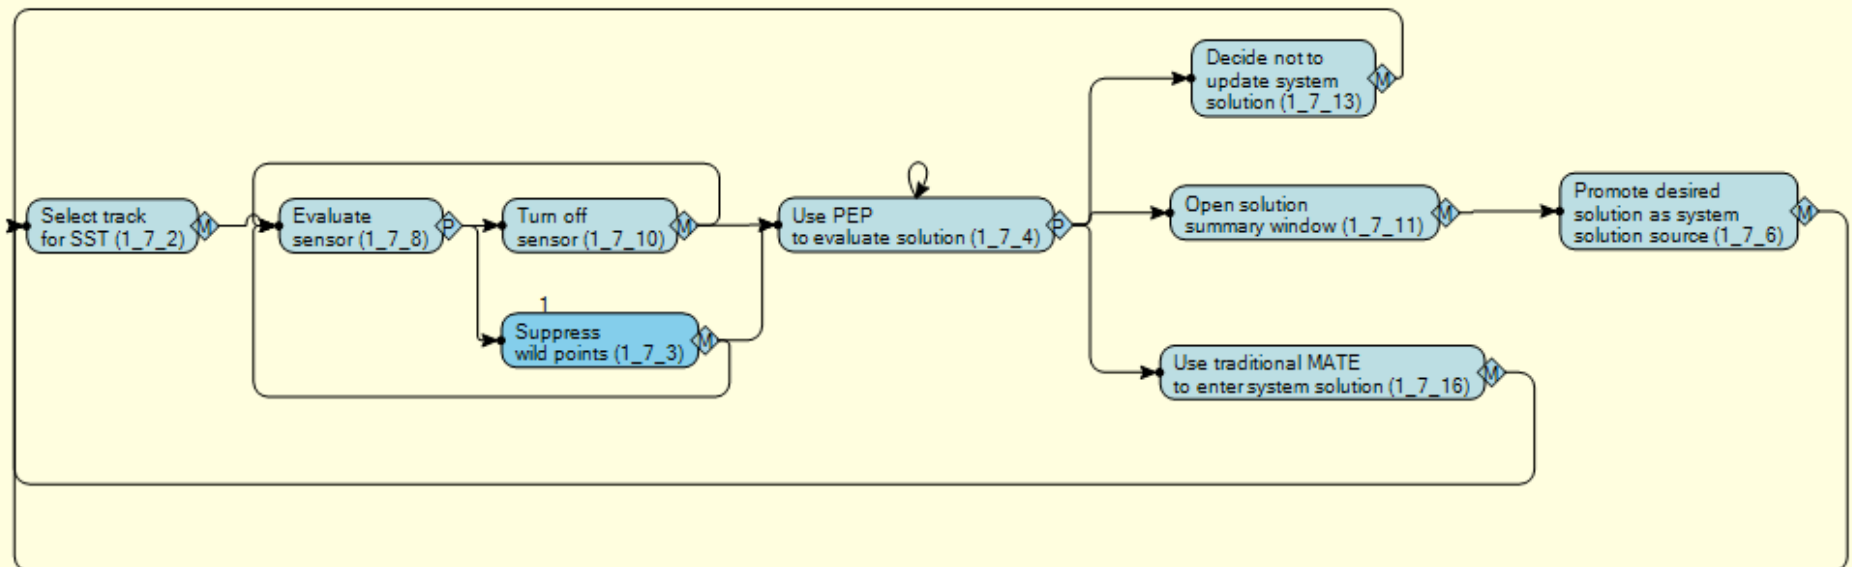 Decide not to
update system
solution (1_7_13)
M
Select track
for SST (1_7_2)
M
Evaluate
sensor (1_7_8)
P
Turn off
sensor (1_7_10)
M
Use PEP
to evaluate solution (1_7_4)
P
Open solution
summary window (1_7_11)
M
Promote desired
solution as system
solution source (1_7_6)
M
1
Suppress
wild points (1_7_3)
M
Use traditional MATE
to enter system solution (1_7_16)
M